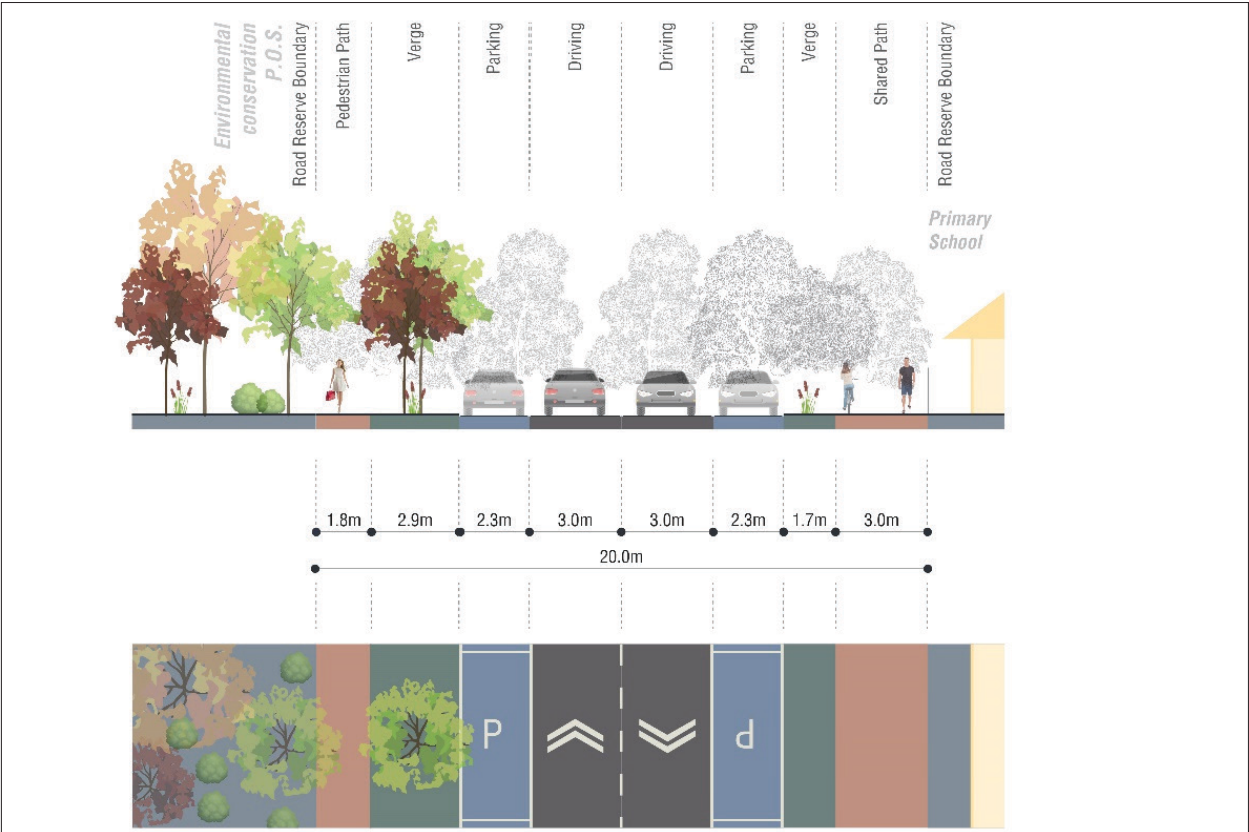 Environmental
conservation
P.O.S.
Road Reserve Boundary
Pedestrian Path
Verge
Parking
Driving
Driving
Parking
Verge
Shared Path
Road Reserve Boundary
Primary
School
1.8m 2.9m 2.3m 3.0m 3.0m 2.3m 1.7m 3.0m
20.0m
P P